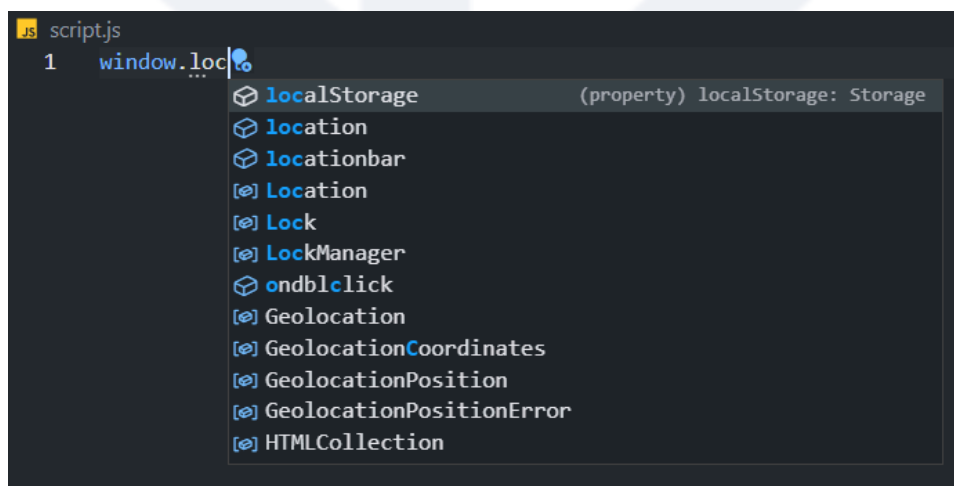 JS script.js
1 window.loc
localStorage (property) localStorage: Storage
location
locationbar
Location
Lock
LockManager
ondblclick
Geolocation
GeolocationCoordinates
GeolocationPosition
GeolocationPositionError
HTMLCollection